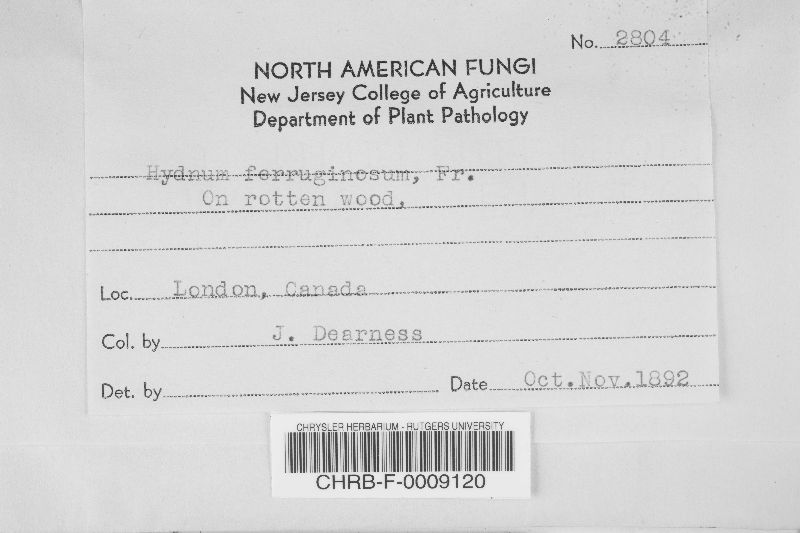 No. 2804
NORTH AMERICAN FUNGI
New Jersey College of Agriculture
Department of Plant Pathology
Hydnum ferruginosum, Fr.
On rotten wood,
Loc. London, Canada
Col. by J. Dearness
Det. by Date Oct.Nov.1892
CHRYSLER HERBARIUM - RUTGERS UNIVERSITY
CHRB-F-0009120